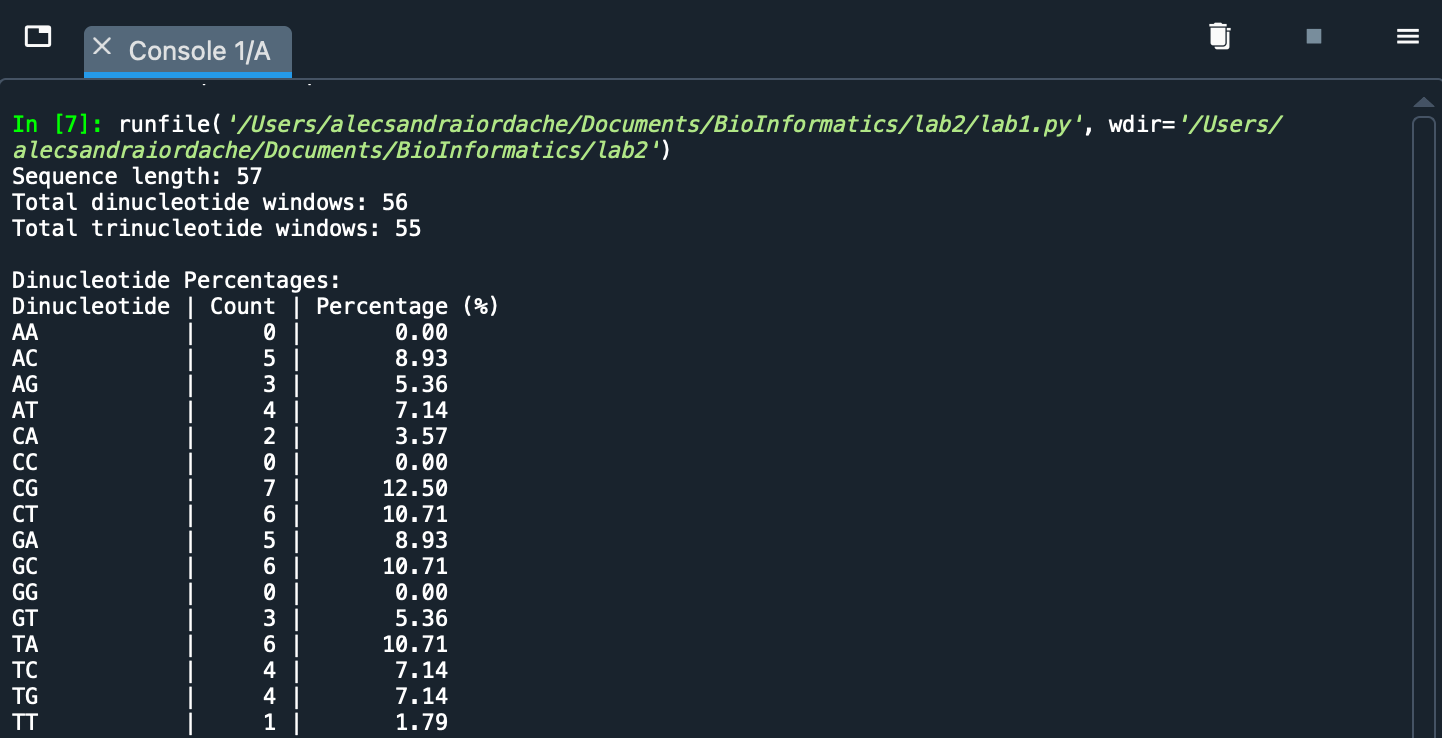 Console 1/A
In [7]: runfile('/Users/alecsandraiordache/Documents/BioInformatics/lab2/lab1.py', wdir='/Users/
alecsandraiordache/Documents/BioInformatics/lab2')
Sequence length: 57
Total dinucleotide windows: 56
Total trinucleotide windows: 55
Dinucleotide Percentages:
Dinucleotide | Count | Percentage (%)
AA | 0 | 0.00
AC | 5 | 8.93
AG | 3 | 5.36
AT | 4 | 7.14
CA | 2 | 3.57
CC | 0 | 0.00
CG | 7 | 12.50
CT | 6 | 10.71
GA | 5 | 8.93
GC | 6 | 10.71
GG | 0 | 0.00
GT | 3 | 5.36
TA | 6 | 10.71
TC | 4 | 7.14
TG | 4 | 7.14
TT | 1 | 1.79